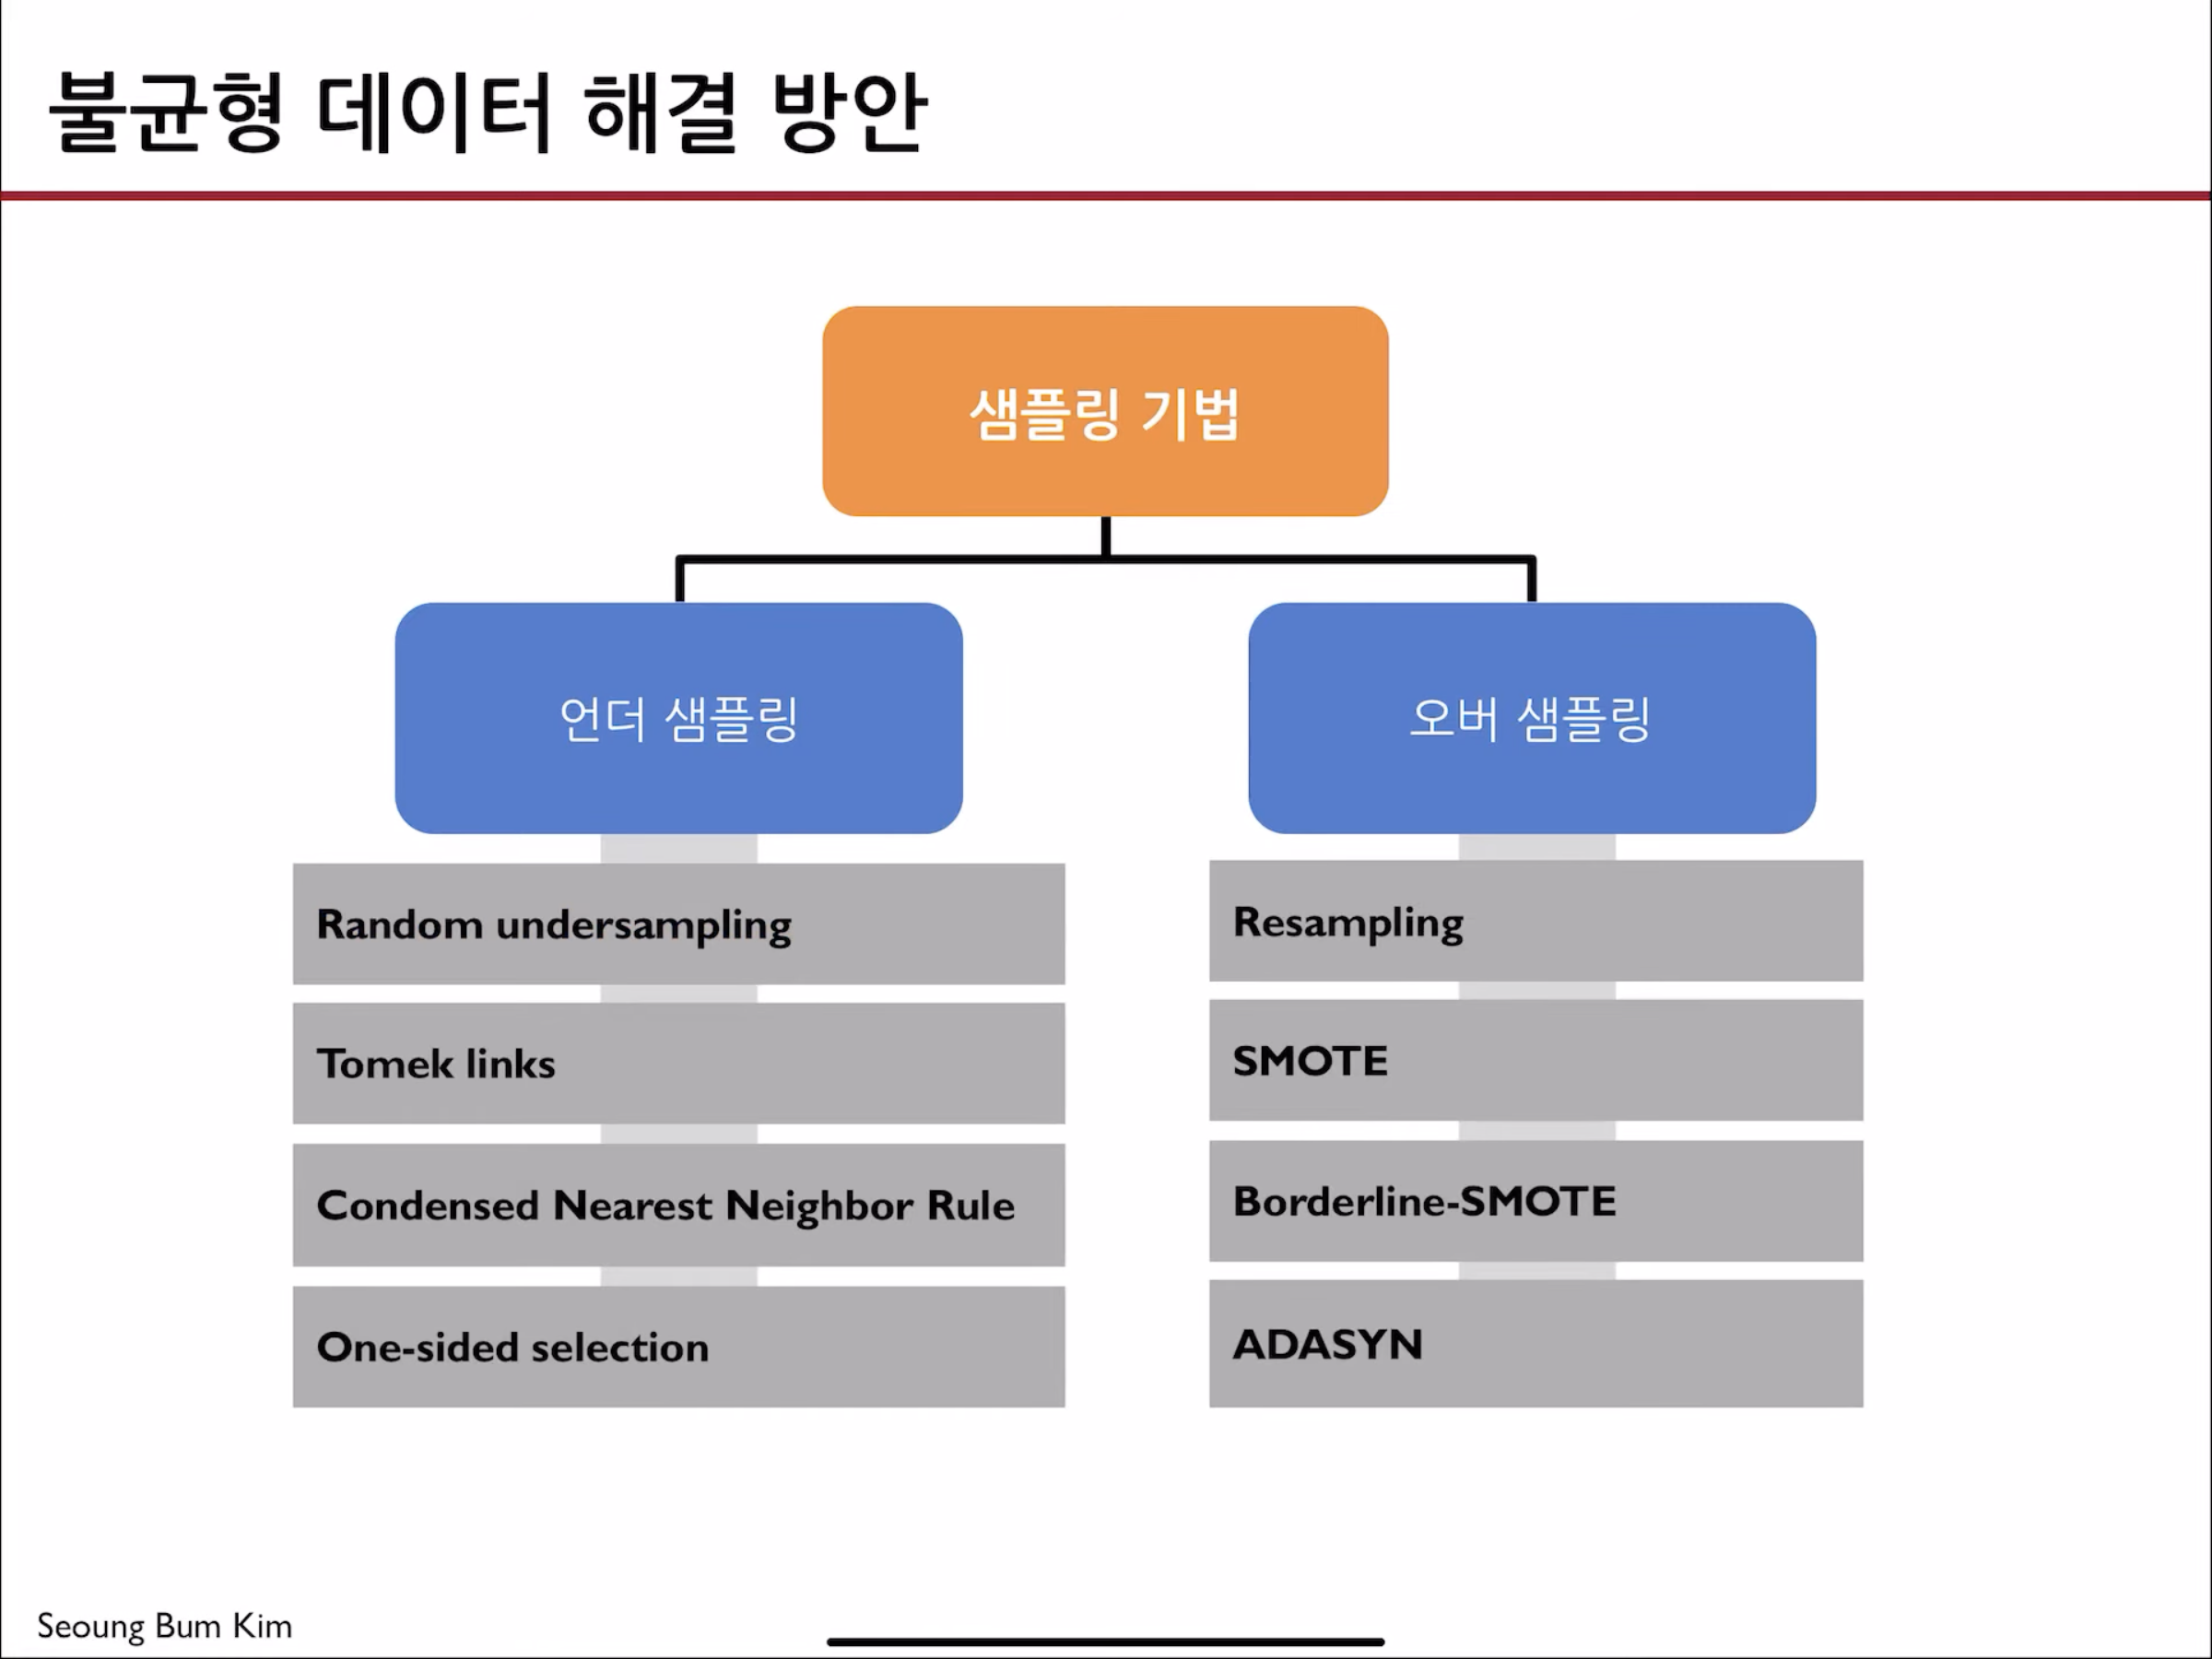 불균형 데이터 해결 방안
샘플링 기법
언더 샘플링
Random undersampling
Tomek links
Condensed Nearest Neighbor Rule
One-sided selection
오버 샘플링
Resampling
SMOTE
Borderline-SMOTE
ADASYN
Seoung Bum Kim